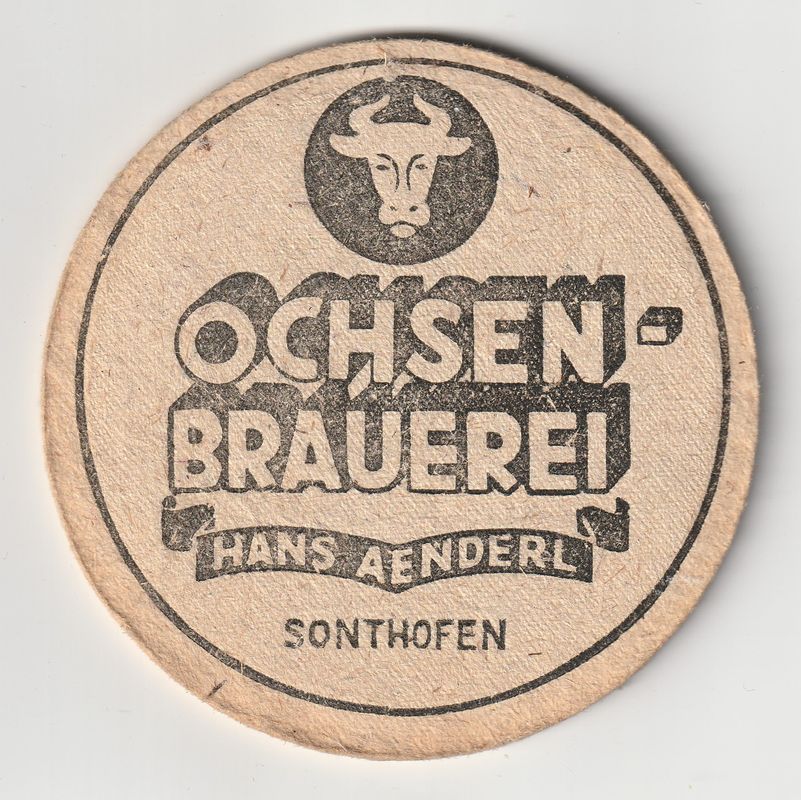 OCHSEN-
BRÄUEREI
HANS AENDERL
SONTHOFEN